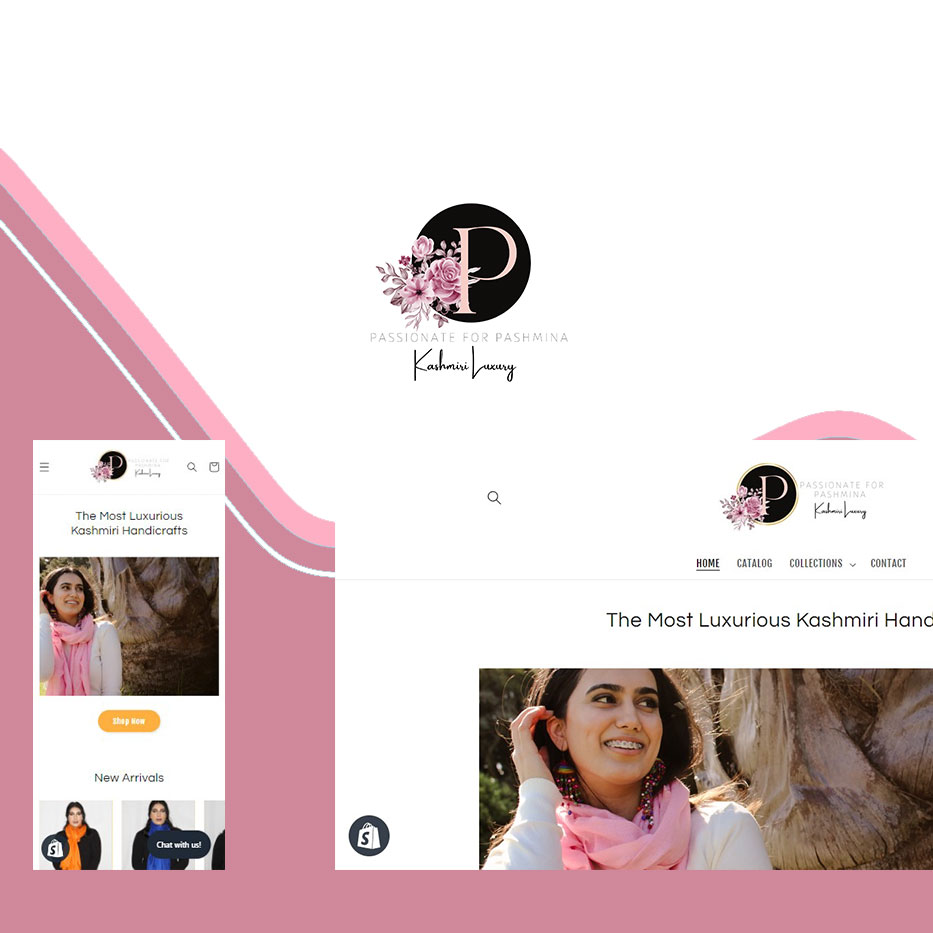 P
PASSIONATE FOR PASHMINA
Kashmiri Luxury
P
PASSIONATE FOR
PASHMINA
Kashmiri Luxury
The Most Luxurious
Kashmiri Handicrafts
Shop Now
New Arrivals
S
Chat with us!
P
PASSIONATE FOR
PASHMINA
Kashmiri Luxury
HOME CATALOG COLLECTIONS CONTACT
The Most Luxurious Kashmiri Hand
S